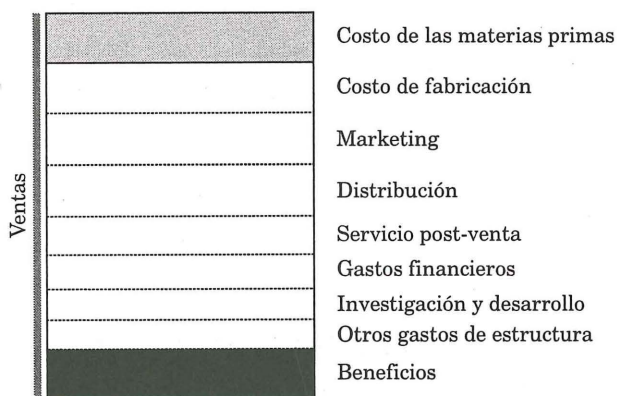 Ventas
Costo de las materias primas
Costo de fabricación
Marketing
Distribución
Servicio post-venta
Gastos financieros
Investigación y desarrollo
Otros gastos de estructura
Beneficios